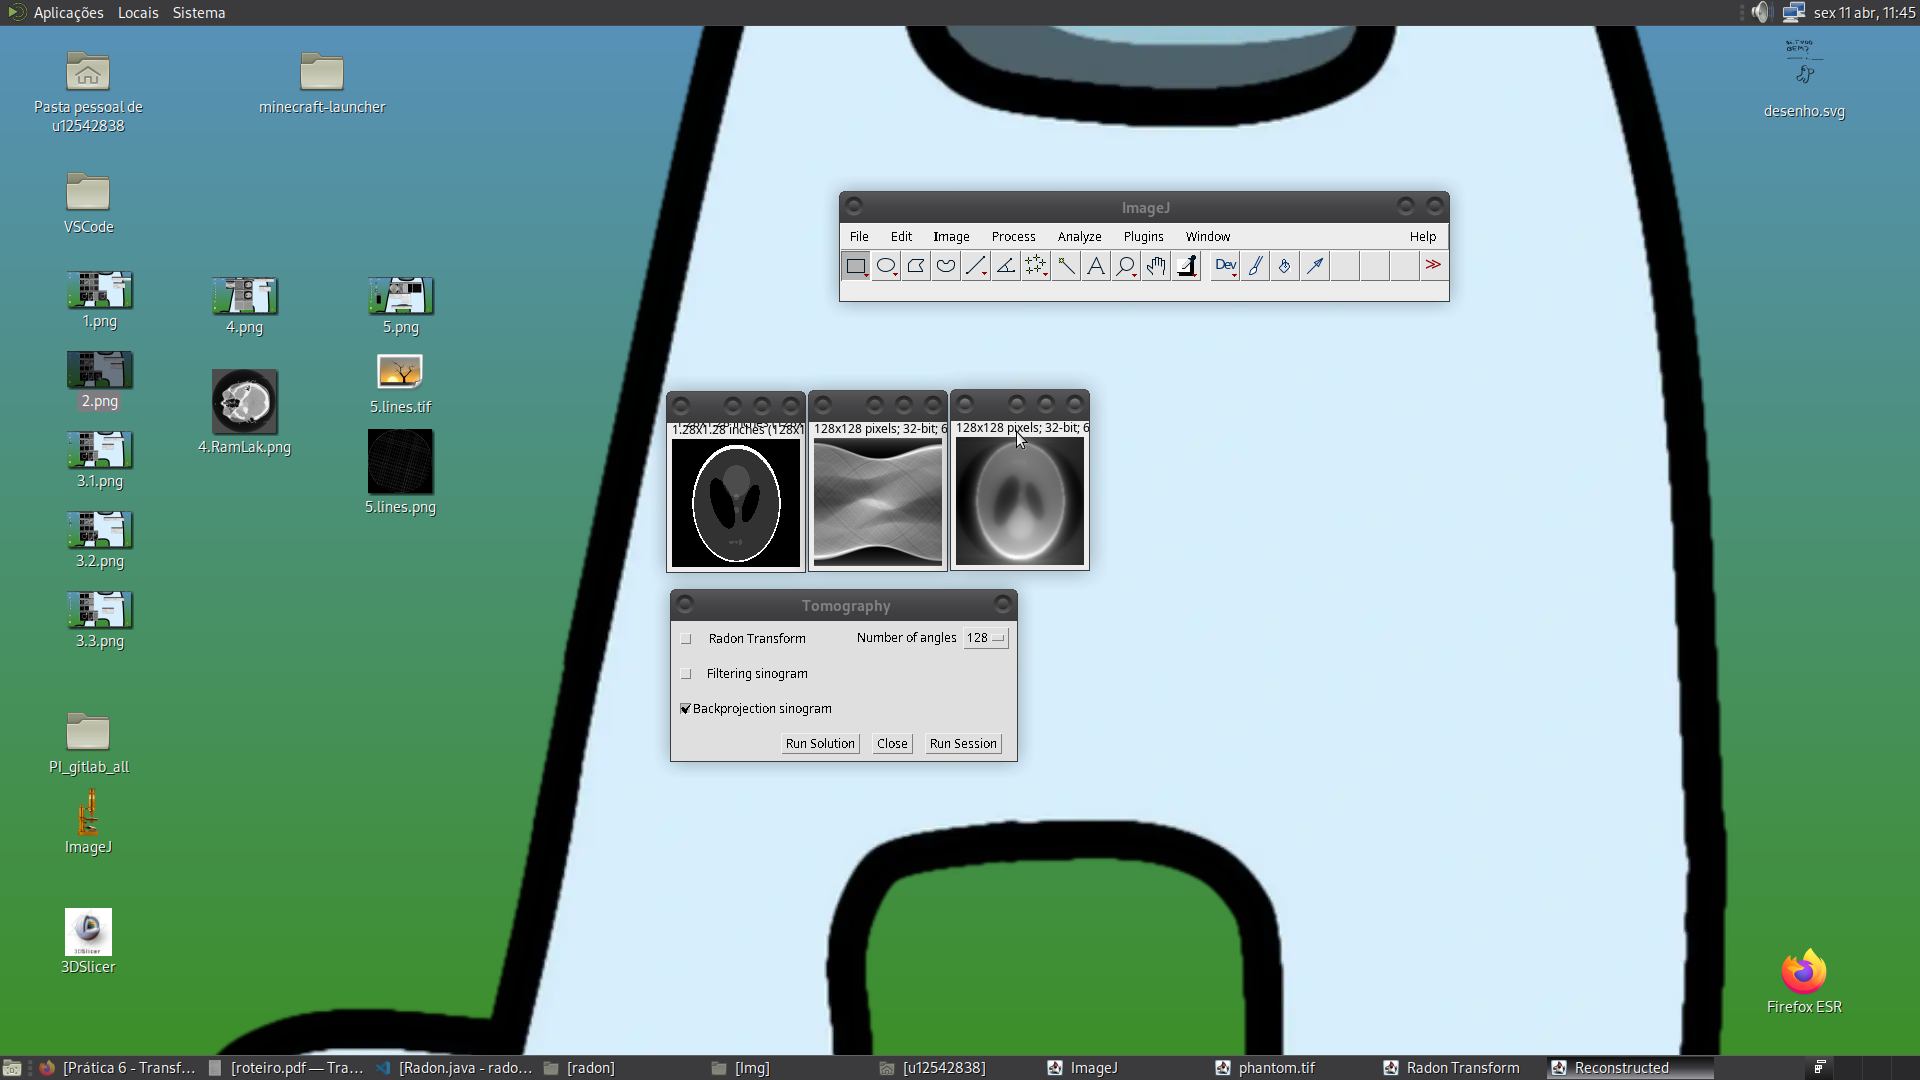 Aplicações Locais Sistema
sex 11 abr, 11:45
Pasta pessoal de
u12542838
minecraft-launcher
desenho.svg
VSCode
1.png
4.png
5.png
2.png
5.lines.tif
4.RamLak.png
3.1.png
5.lines.png
3.2.png
3.3.png
PI_gitlab_all
ImageJ
3DSlicer
Firefox ESR
ImageJ
File Edit Image Process Analyze Plugins Window Help
Dev
1.28x1.28 inches (128x1
128x128 pixels; 32-bit; 6
128x128 pixels; 32-bit; 6
Tomography
Radon Transform Number of angles 128
Filtering sinogram
Backprojection sinogram
Run Solution Close Run Session
[Prática 6 - Transf... [roteiro.pdf — Tra... [Radon.java - rado... [radon] [Img] [u12542838] ImageJ phantom.tif Radon Transform Reconstructed